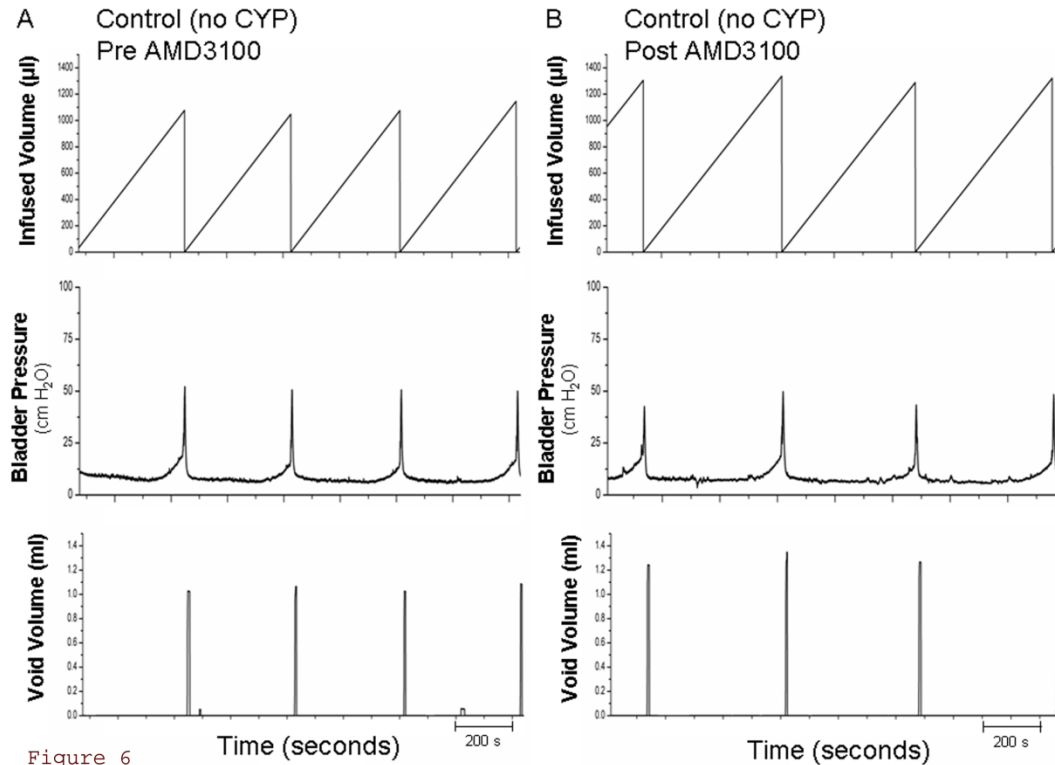 A
Control (no CYP)
Pre AMD3100
Infused Volume (µl)
1400
1200
1000
800
600
400
200
0
Bladder Pressure
(cm H₂O)
100
75
50
25
0
Void Volume (ml)
1.4
1.2
1.0
0.8
0.6
0.4
0.2
0.0
Time (seconds)
200 s
B
Control (no CYP)
Post AMD3100
Infused Volume (µl)
1400
1200
1000
800
600
400
200
0
Bladder Pressure
(cm H₂O)
100
75
50
25
0
Void Volume (ml)
1.4
1.2
1.0
0.8
0.6
0.4
0.2
0.0
Time (seconds)
200 s
Figure 6